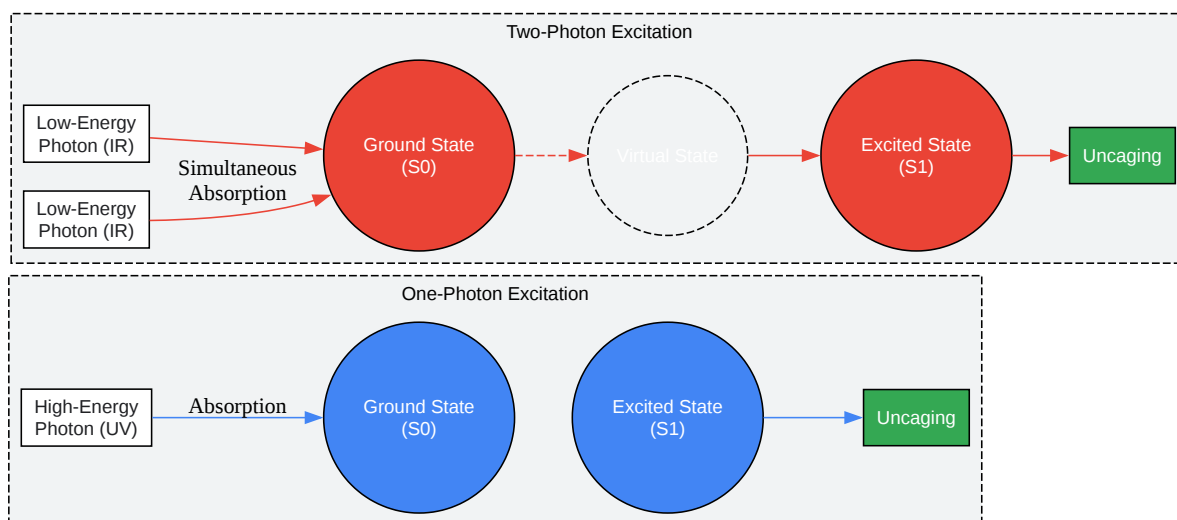 Two-Photon Excitation
Low-Energy
Photon (IR)
Simultaneous
Absorption
Low-Energy
Photon (IR)
Ground State
(S0)
Virtual State
Excited State
(S1)
Uncaging
One-Photon Excitation
High-Energy
Photon (UV)
Absorption
Ground State
(S0)
Excited State
(S1)
Uncaging